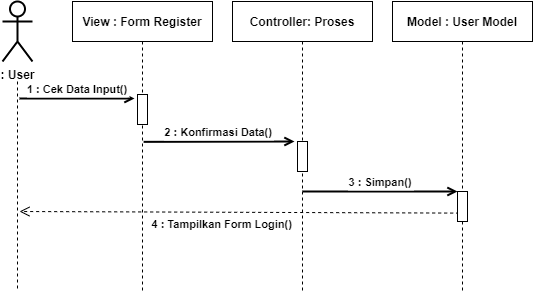 View : Form Register
Controller: Proses
Model : User Model
: User
1 : Cek Data Input()
2 : Konfirmasi Data()
3 : Simpan()
4 : Tampilkan Form Login()